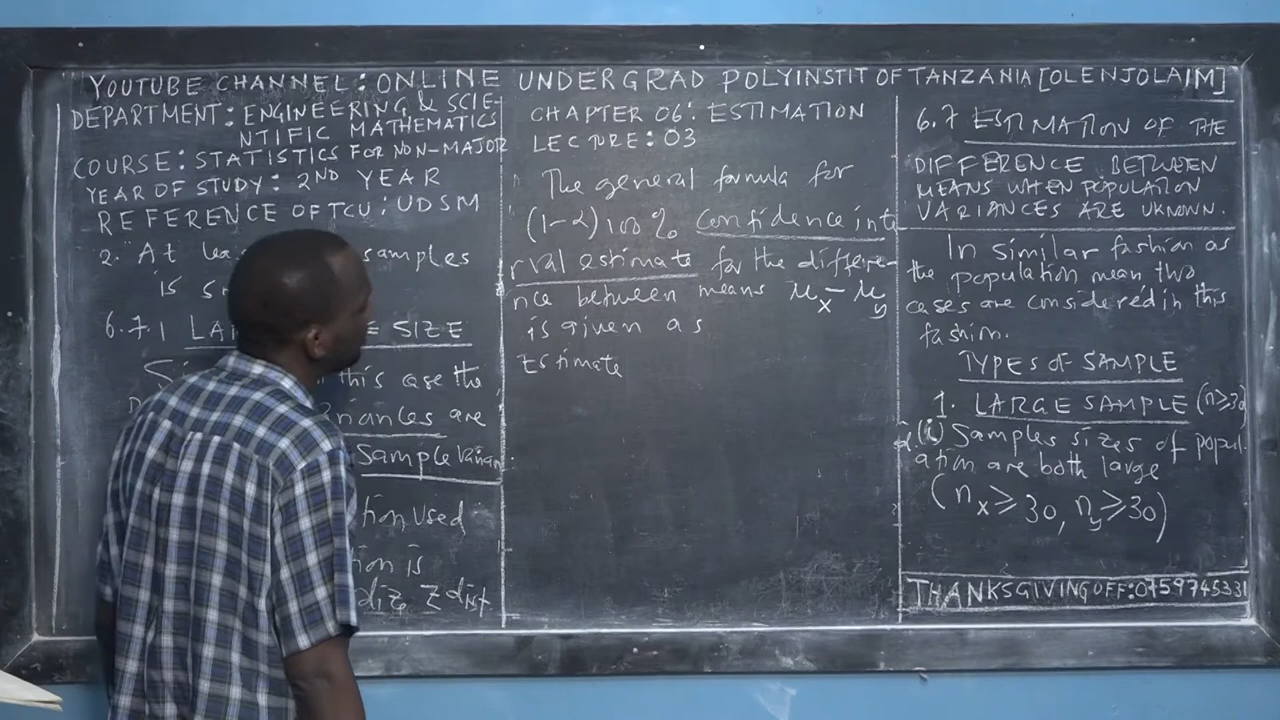 YOUTUBE CHANNEL: ONLINE UNDERGRAD POLYINSTIT OF TANZANIA [OLENJOLAIM]
DEPARTMENT: ENGINEERING & SCIE-
NTIFIC MATHEMATICS
COURSE: STATISTICS FOR NON-MAJOR
YEAR OF STUDY: 2ND YEAR
REFERENCE OF TCU: UDSM
2. At samples
is
6.7.1 SIZE
this case the
are
Sample
Used
is
Z
CHAPTER 06: ESTIMATION
LECTURE: 03
The general formula for
(1-α)100% Confidence inte
rval estimate for the differe-
nce between means μx - μy
is given as
Estimate
6.7 ESTIMATION OF THE
DIFFERENCE BETWEEN
MEANS WHEN POPULATION
VARIANCES ARE UKNOWN.
In similar fashion as
the population mean two
cases are considered in this
fashion.
TYPES OF SAMPLE
1. LARGE SAMPLE (n≥30)
(i) Samples sizes of popul-
ation are both large
(nx≥30, ny≥30)
THANKSGIVING OFF: 0759745331